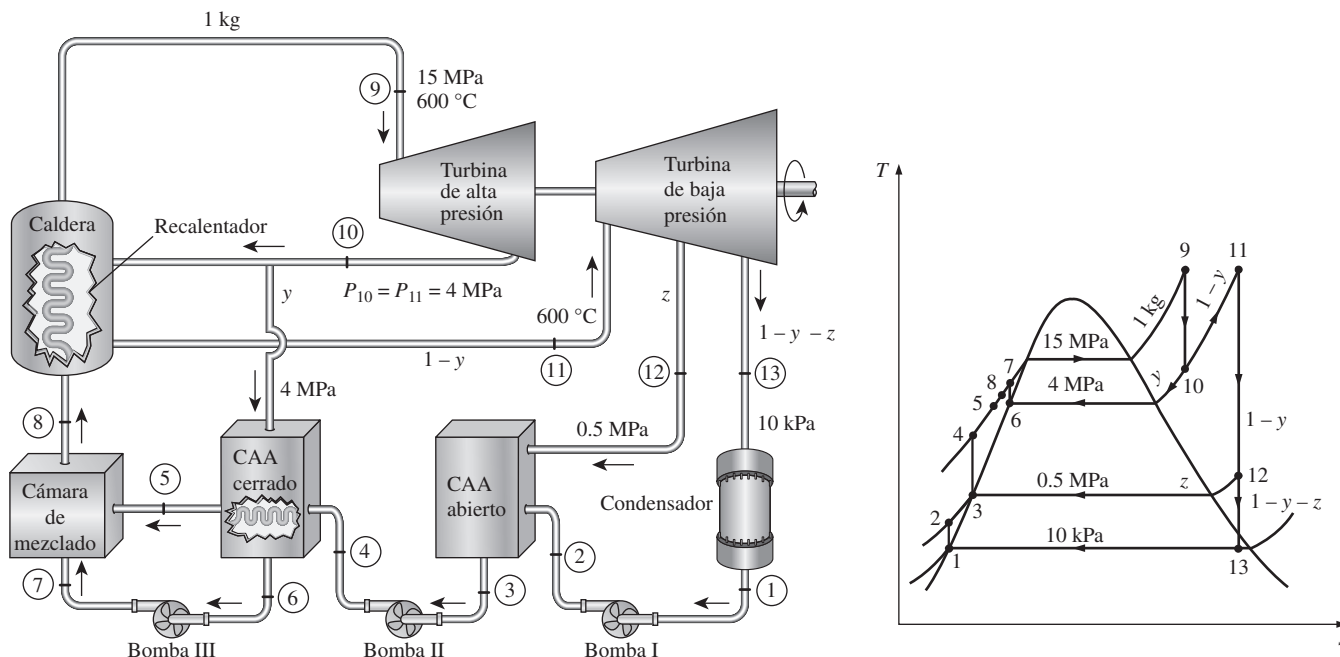 1 kg
9
15 MPa
600 °C
Turbina
de alta
presión
Turbina
de baja
presión
Caldera
Recalentador
10
P10 = P11 = 4 MPa
y
600 °C
z
1 – y – z
1 – y
11
12
13
8
4 MPa
0.5 MPa
10 kPa
Cámara
de
mezclado
5
CAA
cerrado
CAA
abierto
Condensador
4
2
7
6
3
1
Bomba III
Bomba II
Bomba I
T
9
11
1 kg
1 – y
15 MPa
7
8
5
4 MPa
y
10
6
4
1 – y
0.5 MPa
z
12
3
2
1 – y – z
10 kPa
1
13